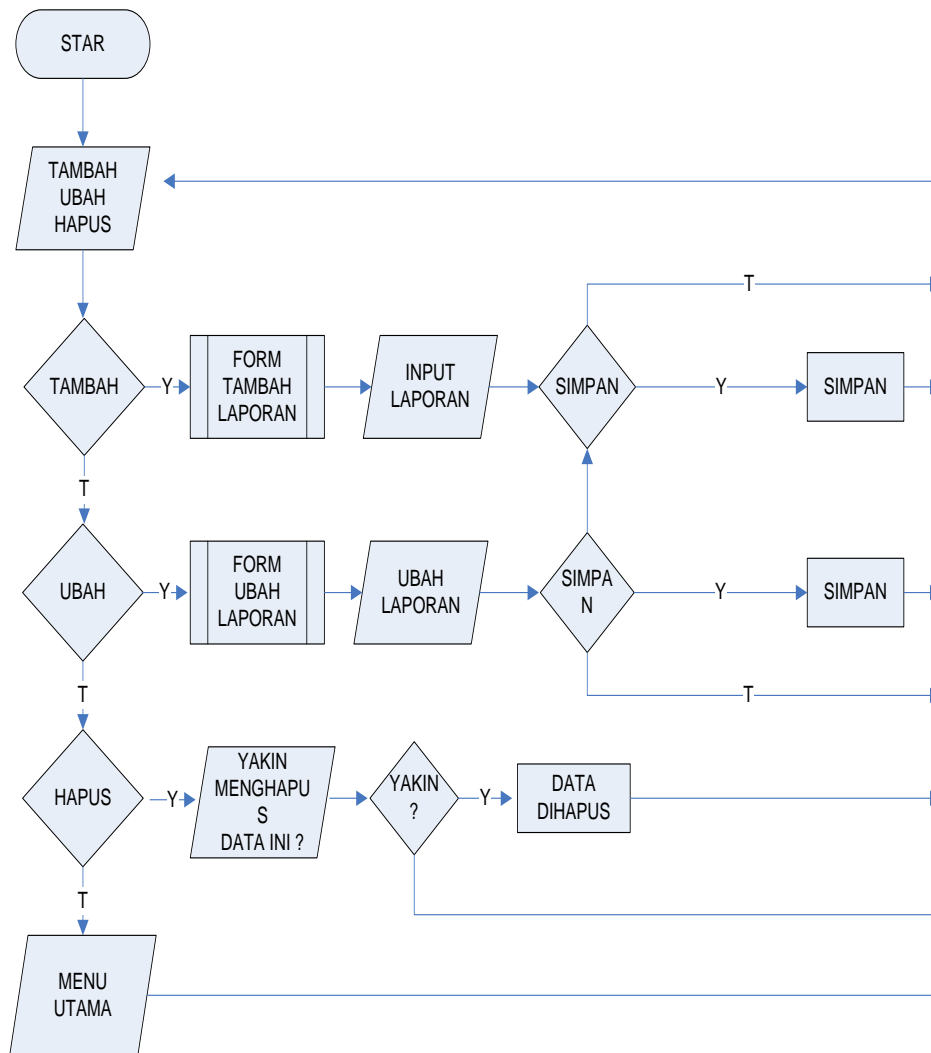 STAR
TAMBAH
UBAH
HAPUS
T
TAMBAH
Y
FORM
TAMBAH
LAPORAN
INPUT
LAPORAN
SIMPAN
Y
SIMPAN
T
UBAH
Y
FORM
UBAH
LAPORAN
UBAH
LAPORAN
SIMPA
N
Y
SIMPAN
T
T
HAPUS
Y
YAKIN
MENGHAPU
S
DATA INI ?
YAKIN
?
Y
DATA
DIHAPUS
T
MENU
UTAMA